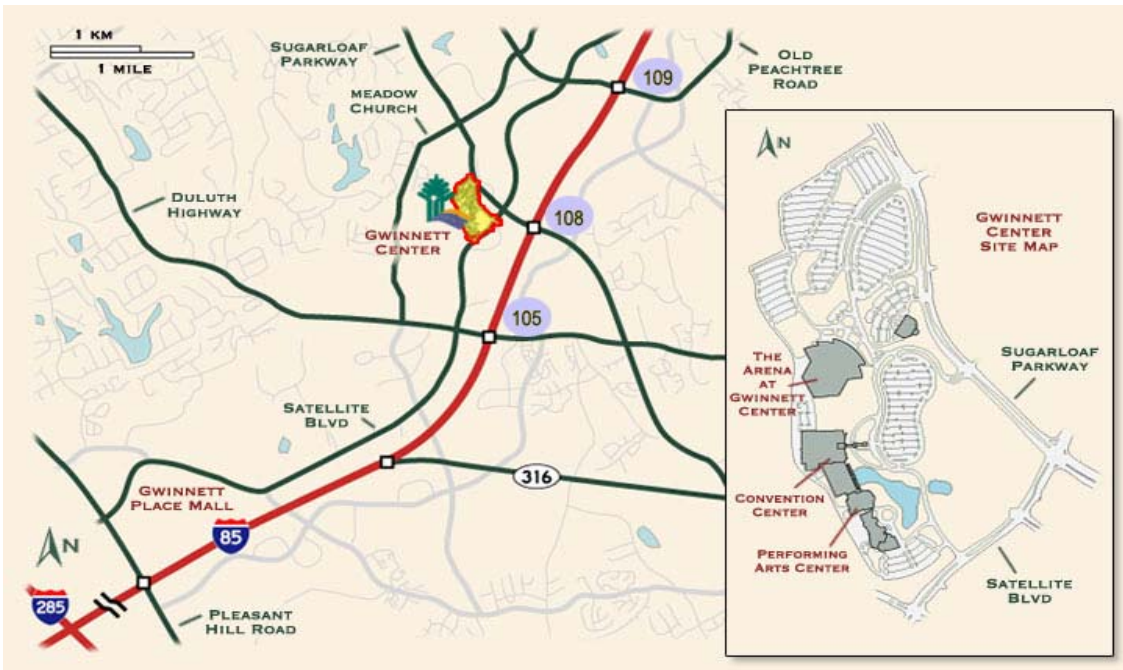 1 KM
1 MILE
SUGARLOAF
PARKWAY
MEADOW
CHURCH
109
OLD
PEACHTREE
ROAD
DULUTH
HIGHWAY
GWINNETT
CENTER
108
105
SATELLITE
BLVD
316
GWINNETT
PLACE MALL
85
N
285
PLEASANT
HILL ROAD
N
GWINNETT
CENTER
SITE MAP
THE
ARENA
AT
GWINNETT
CENTER
SUGARLOAF
PARKWAY
CONVENTION
CENTER
PERFORMING
ARTS CENTER
SATELLITE
BLVD